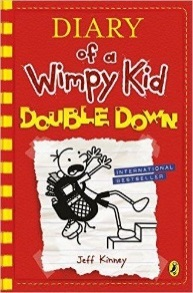 DIARY
of a
Wimpy Kid
DOUBLE DOWN
INTERNATIONAL
BESTSELLER
Jeff Kinney